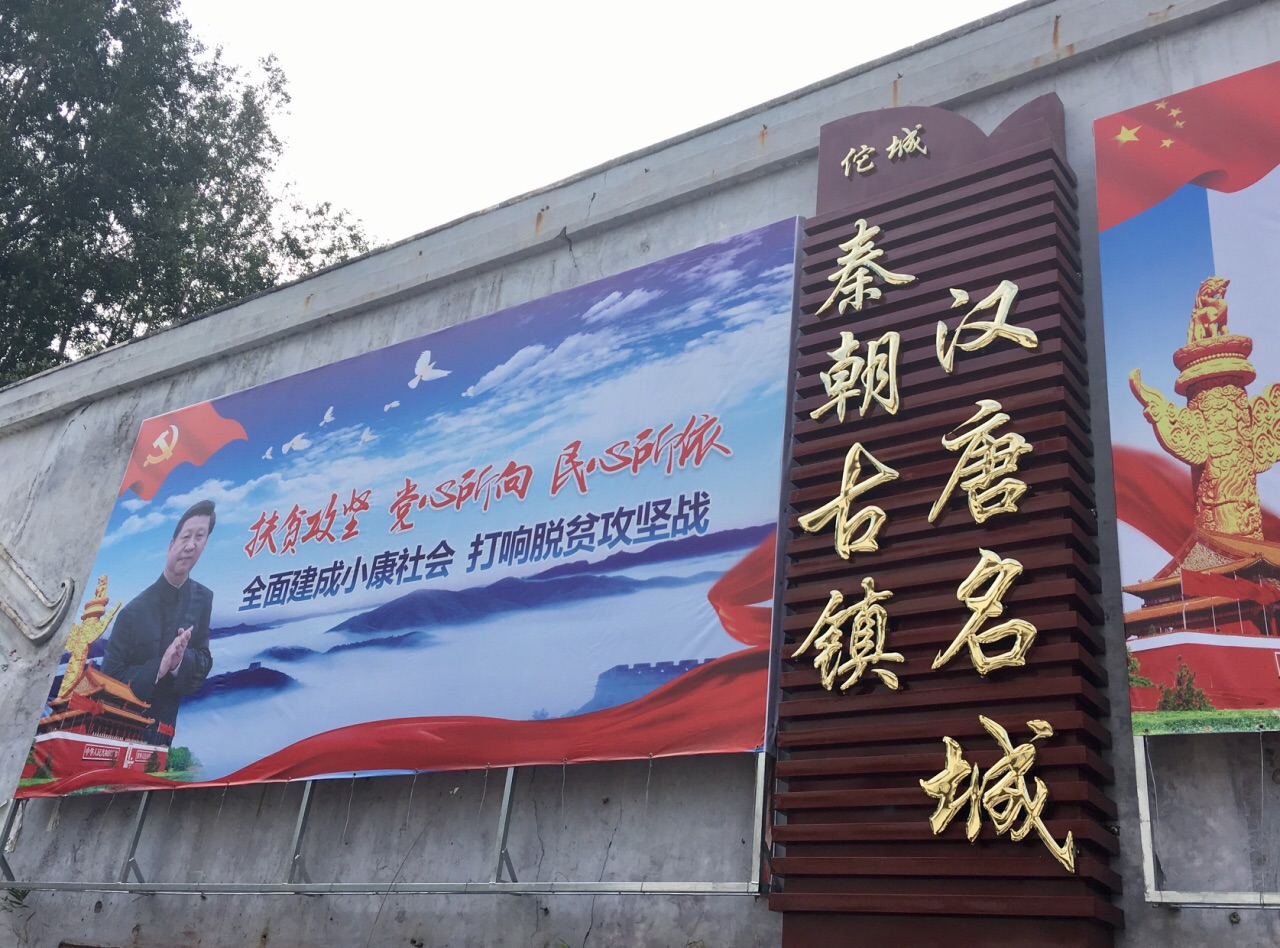 扶贫攻坚 党心所向 民心所依
全面建成小康社会 打响脱贫攻坚战
佗城
秦朝古镇
汉唐名城